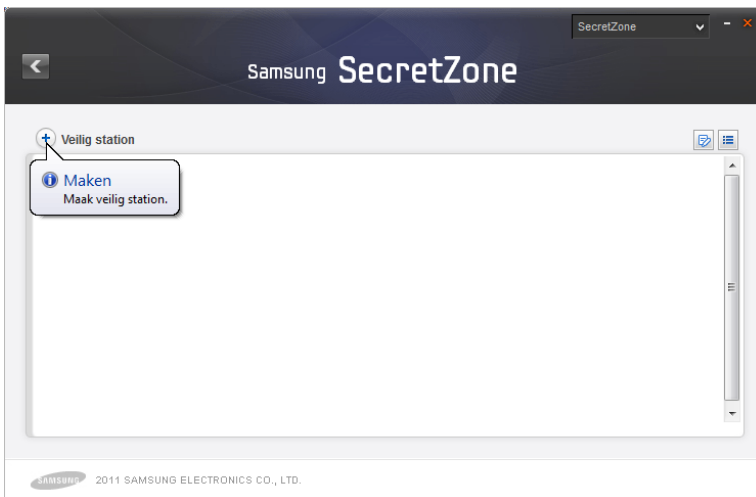 SecretZone
Samsung SecretZone
Veilig station
Maken
Maak veilig station.
SAMSUNG 2011 SAMSUNG ELECTRONICS CO., LTD.